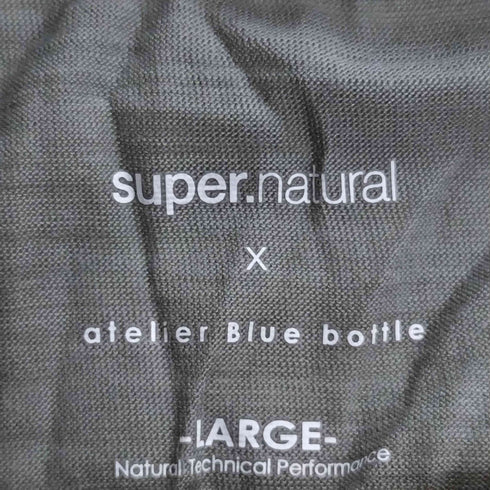 super.natural
x
atelier Blue bottle
-LARGE-
Natural Technical Performance